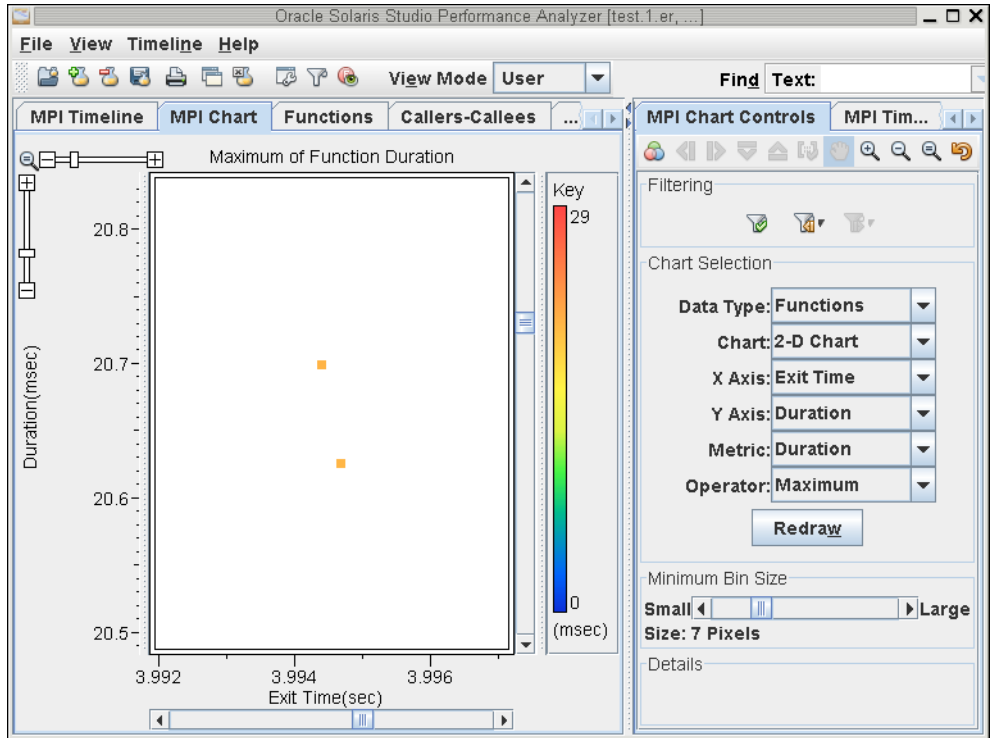 Oracle Solaris Studio Performance Analyzer [test.1.er, ...]
File View Timeline Help
View Mode User
Find Text:
MPI Timeline MPI Chart Functions Callers-Callees ...
MPI Chart Controls MPI Tim...
Maximum of Function Duration
Filtering
Key
29
20.8
Chart Selection
Data Type: Functions
Chart: 2-D Chart
20.7
X Axis: Exit Time
Y Axis: Duration
Duration(msec)
Metric: Duration
Operator: Maximum
20.6
Redraw
Minimum Bin Size
0
Small Large
(msec)
20.5
Size: 7 Pixels
Details
3.992 3.994 3.996
Exit Time(sec)